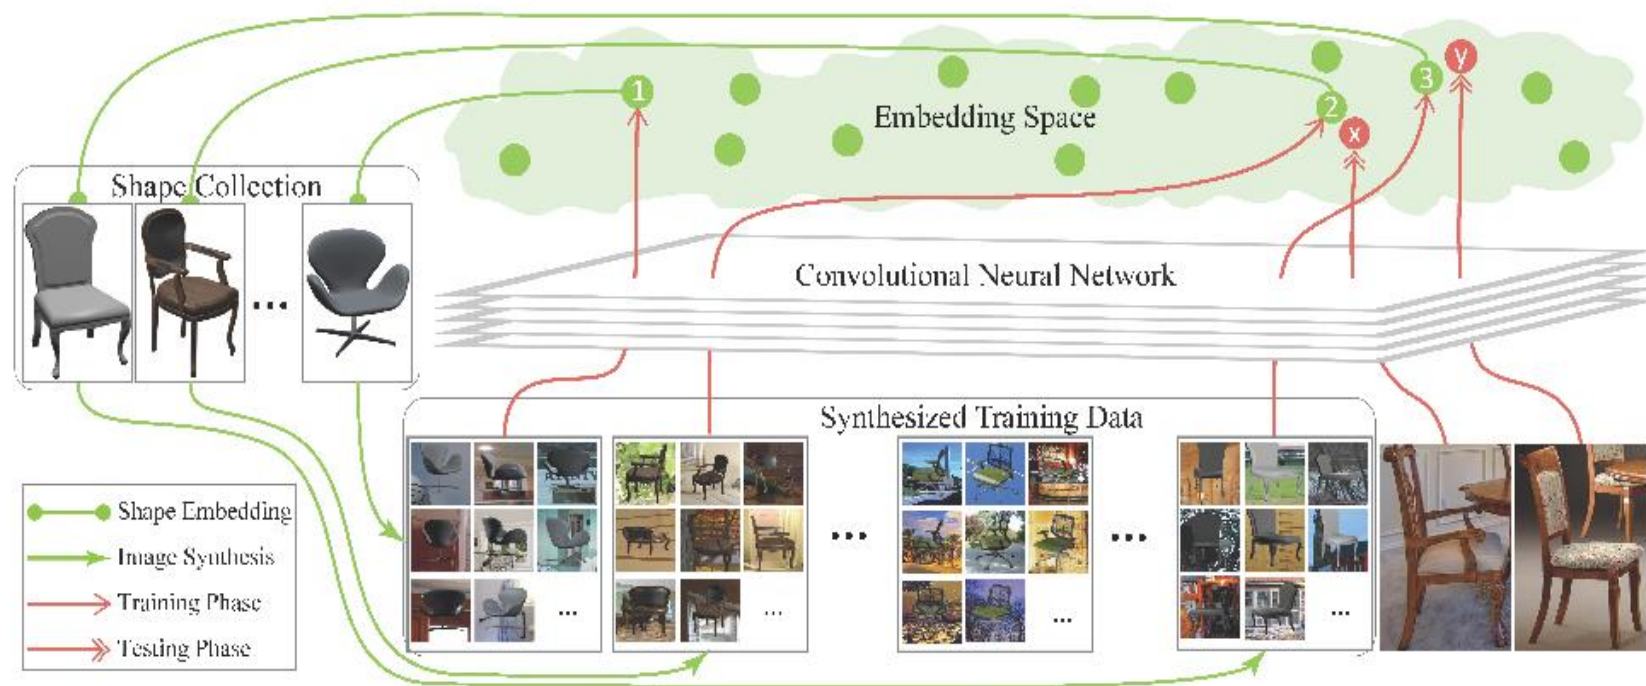 y
1
3
2
Embedding Space
x
Shape Collection
...
Convolutional Neural Network
Synthesized Training Data
Shape Embedding
Image Synthesis
Training Phase
Testing Phase
...
...
...
...
...
...